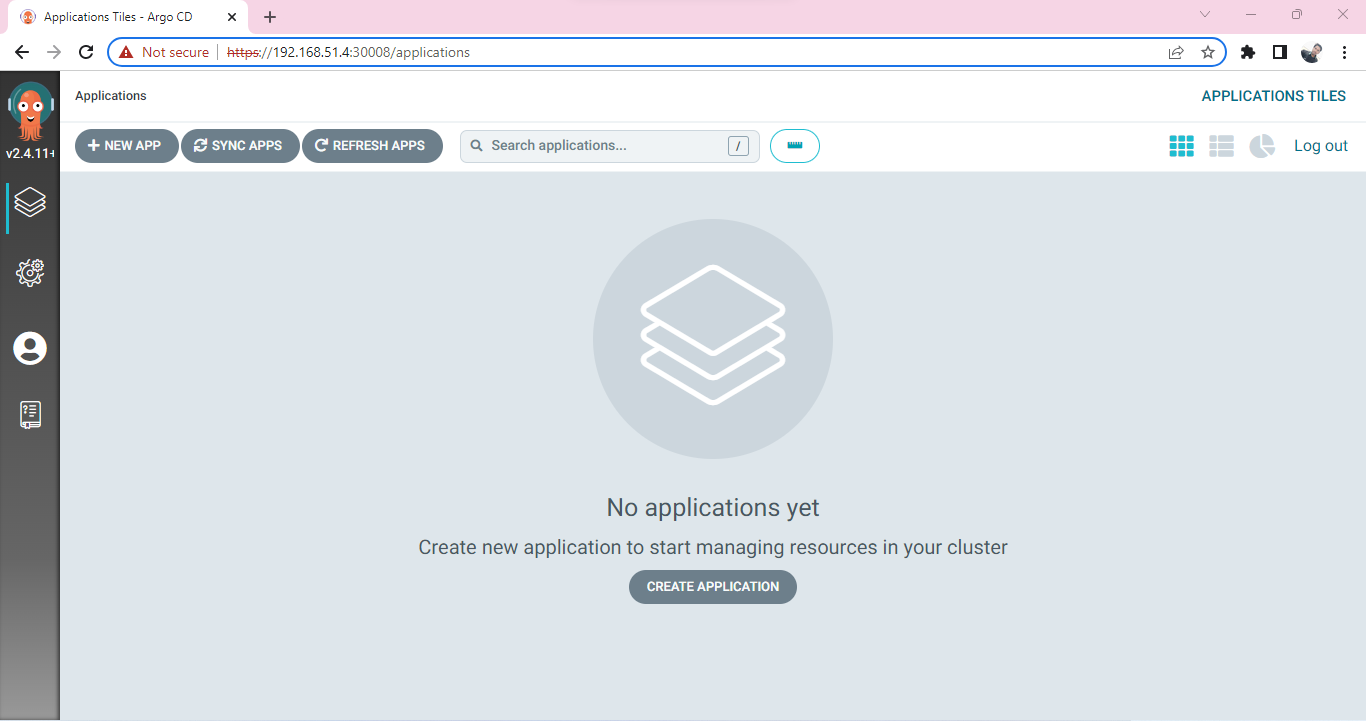 Applications Tiles - Argo CD
Not secure https://192.168.51.4:30008/applications
Applications
APPLICATIONS TILES
v2.4.11+
NEW APP SYNC APPS REFRESH APPS Search applications... / Log out
No applications yet
Create new application to start managing resources in your cluster
CREATE APPLICATION